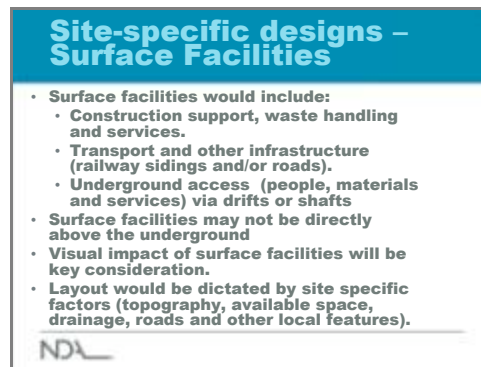 Site-specific designs –
Surface Facilities
• Surface facilities would include:
• Construction support, waste handling
and services.
• Transport and other infrastructure
(railway sidings and/or roads).
• Underground access (people, materials
and services) via drifts or shafts
• Surface facilities may not be directly
above the underground
• Visual impact of surface facilities will be
key consideration.
• Layout would be dictated by site specific
factors (topography, available space,
drainage, roads and other local features).
NDA